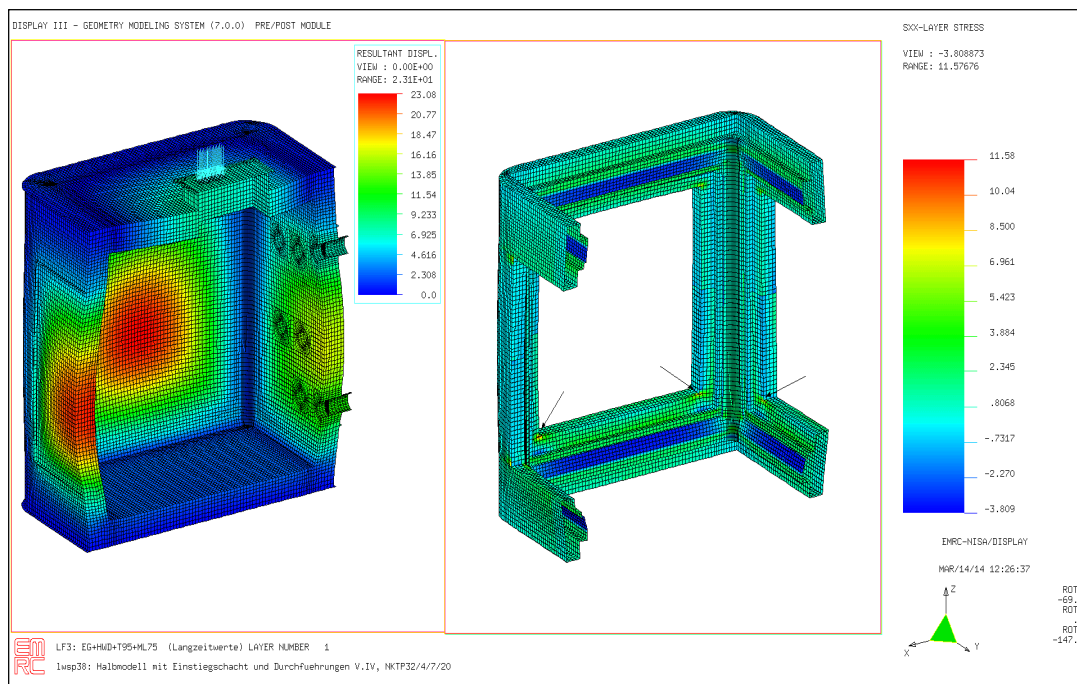 DISPLAY III - GEOMETRY MODELING SYSTEM (7.0.0) PRE/POST MODULE
RESULTANT DISPL.
VIEW : 0.00E+00
RANGE: 2.31E+01
23.08
20.77
18.47
16.16
13.85
11.54
9.233
6.925
4.616
2.308
0.0
SXX-LAYER STRESS
VIEW : -3.808873
RANGE: 11.57676
11.58
10.04
8.500
6.961
5.423
3.884
2.345
.8068
-.7317
-2.270
-3.809
EMRC-NISA/DISPLAY
MAR/14/14 12:26:37
ROT
-69.
ROT
.
ROT
-147.
Z
X
Y
EMRC
LF3: EG+HWD+T95+ML75 (Langzeitwerte) LAYER NUMBER 1
lwsp38: Halbmodell mit Einstiegschacht und Durchfuehrungen V.IV, NKTP32/4/7/20